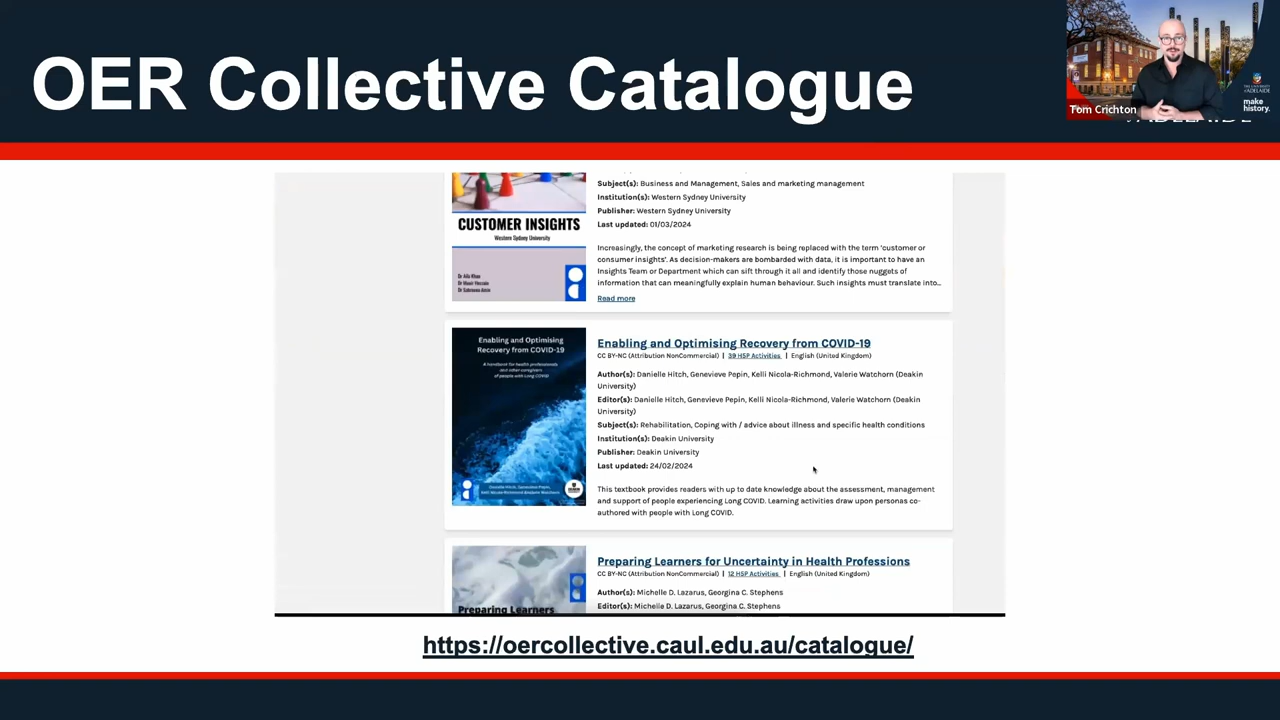 OER Collective Catalogue
Tom Crichton
make
history.
Subject(s): Business and Management, Sales and marketing management
Institution(s): Western Sydney University
Publisher: Western Sydney University
Last updated: 01/03/2024
CUSTOMER INSIGHTS
Western Sydney University
Increasingly, the concept of marketing research is being replaced with the term 'customer or
consumer insights'. As decision-makers are bombarded with data, it is important to have an
Insights Team or Department which can sift through it all and identify those nuggets of
information that can meaningfully explain human behaviour. Such insights must translate into...
Read more
Enabling and Optimising
Recovery from COVID-19
A handbook for health professionals
and other caregivers
of people with Long COVID
Enabling and Optimising Recovery from COVID-19
CC BY-NC (Attribution NonCommercial) | 39 H5P Activities | English (United Kingdom)
Author(s): Danielle Hitch, Genevieve Pepin, Kelli Nicola-Richmond, Valerie Watchorn (Deakin
University)
Editor(s): Danielle Hitch, Genevieve Pepin, Kelli Nicola-Richmond, Valerie Watchorn (Deakin
University)
Subject(s): Rehabilitation, Coping with / advice about illness and specific health conditions
Institution(s): Deakin University
Publisher: Deakin University
Last updated: 24/02/2024
This textbook provides readers with up to date knowledge about the assessment, management
and support of people experiencing Long COVID. Learning activities draw upon personas co-
authored with people with Long COVID.
Preparing Learners
Preparing Learners for Uncertainty in Health Professions
CC BY-NC (Attribution NonCommercial) | 12 H5P Activities | English (United Kingdom)
Author(s): Michelle D. Lazarus, Georgina C. Stephens
Editor(s): Michelle D. Lazarus, Georgina C. Stephens
https://oercollective.caul.edu.au/catalogue/